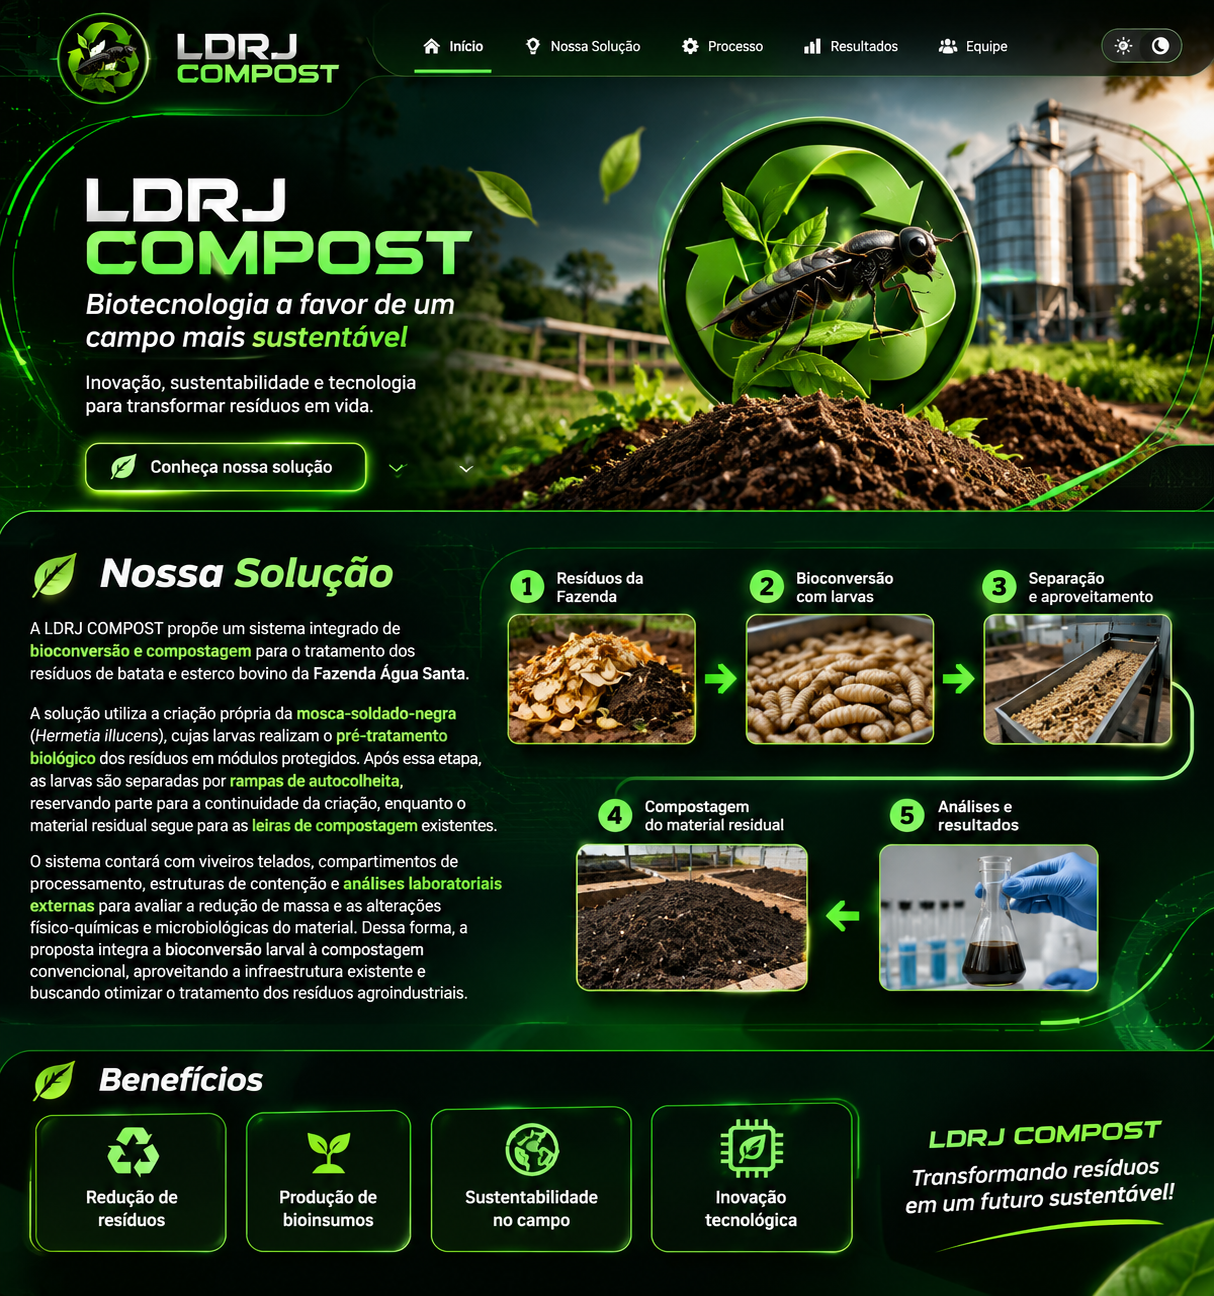 LDRJ
COMPOST
Início
Nossa Solução
Processo
Resultados
Equipe
LDRJ
COMPOST
Biotecnologia a favor de um
campo mais sustentável
Inovação, sustentabilidade e tecnologia
para transformar resíduos em vida.
Conheça nossa solução
Nossa Solução
A LDRJ COMPOST propõe um sistema integrado de
bioconversão e compostagem para o tratamento dos
resíduos de batata e esterco bovino da Fazenda Água Santa.
A solução utiliza a criação própria da mosca-soldado-negra
(Hermetia illucens), cujas larvas realizam o pré-tratamento
biológico dos resíduos em módulos protegidos. Após essa etapa,
as larvas são separadas por rampas de autocolheita,
reservando parte para a continuidade da criação, enquanto o
material residual segue para as leiras de compostagem existentes.
O sistema contará com viveiros telados, compartimentos de
processamento, estruturas de contenção e análises laboratoriais
externas para avaliar a redução de massa e as alterações
físico-químicas e microbiológicas do material. Dessa forma, a
proposta integra a bioconversão larval à compostagem
convencional, aproveitando a infraestrutura existente e
buscando otimizar o tratamento dos resíduos agroindustriais.
1 Resíduos da
Fazenda
2 Bioconversão
com larvas
3 Separação
e aproveitamento
4 Compostagem
do material residual
5 Análises e
resultados
Benefícios
Redução de
resíduos
Produção de
bioinsumos
Sustentabilidade
no campo
Inovação
tecnológica
LDRJ COMPOST
Transformando resíduos
em um futuro sustentável!